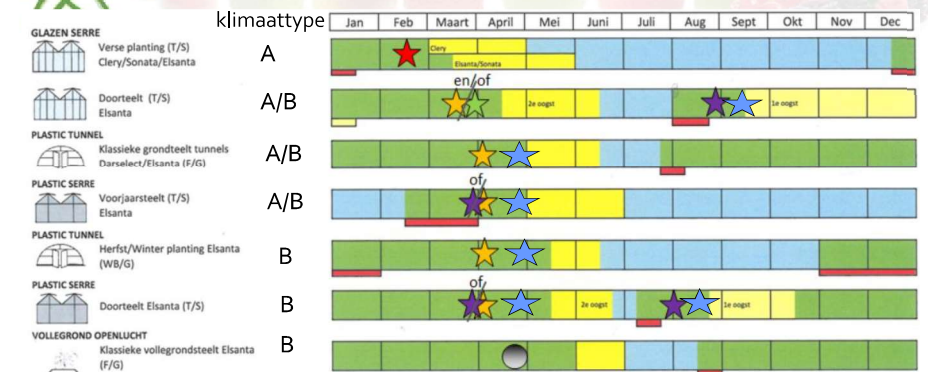 klimaattype Jan Feb Maart April Mei Juni Juli Aug Sept Okt Nov Dec
GLAZEN SERRE
Verse planting (T/S)
Clery/Sonata/Elsanta
A
Clery
Elsanta/Sonata
en/of
Doorteelt (T/S)
Elsanta
A/B
2e oogst
1e oogst
PLASTIC TUNNEL
Klassieke grondteelt tunnels
Darselect/Elsanta (F/G)
A/B
PLASTIC SERRE
of
Voorjaarsteelt (T/S)
Elsanta
A/B
PLASTIC TUNNEL
Herfst/Winter planting Elsanta
(WB/G)
B
PLASTIC SERRE
of
Doorteelt Elsanta (T/S)
B
2e oogst
1e oogst
VOLLEGROND OPENLUCHT
Klassieke vollegrondsteelt Elsanta
(F/G)
B